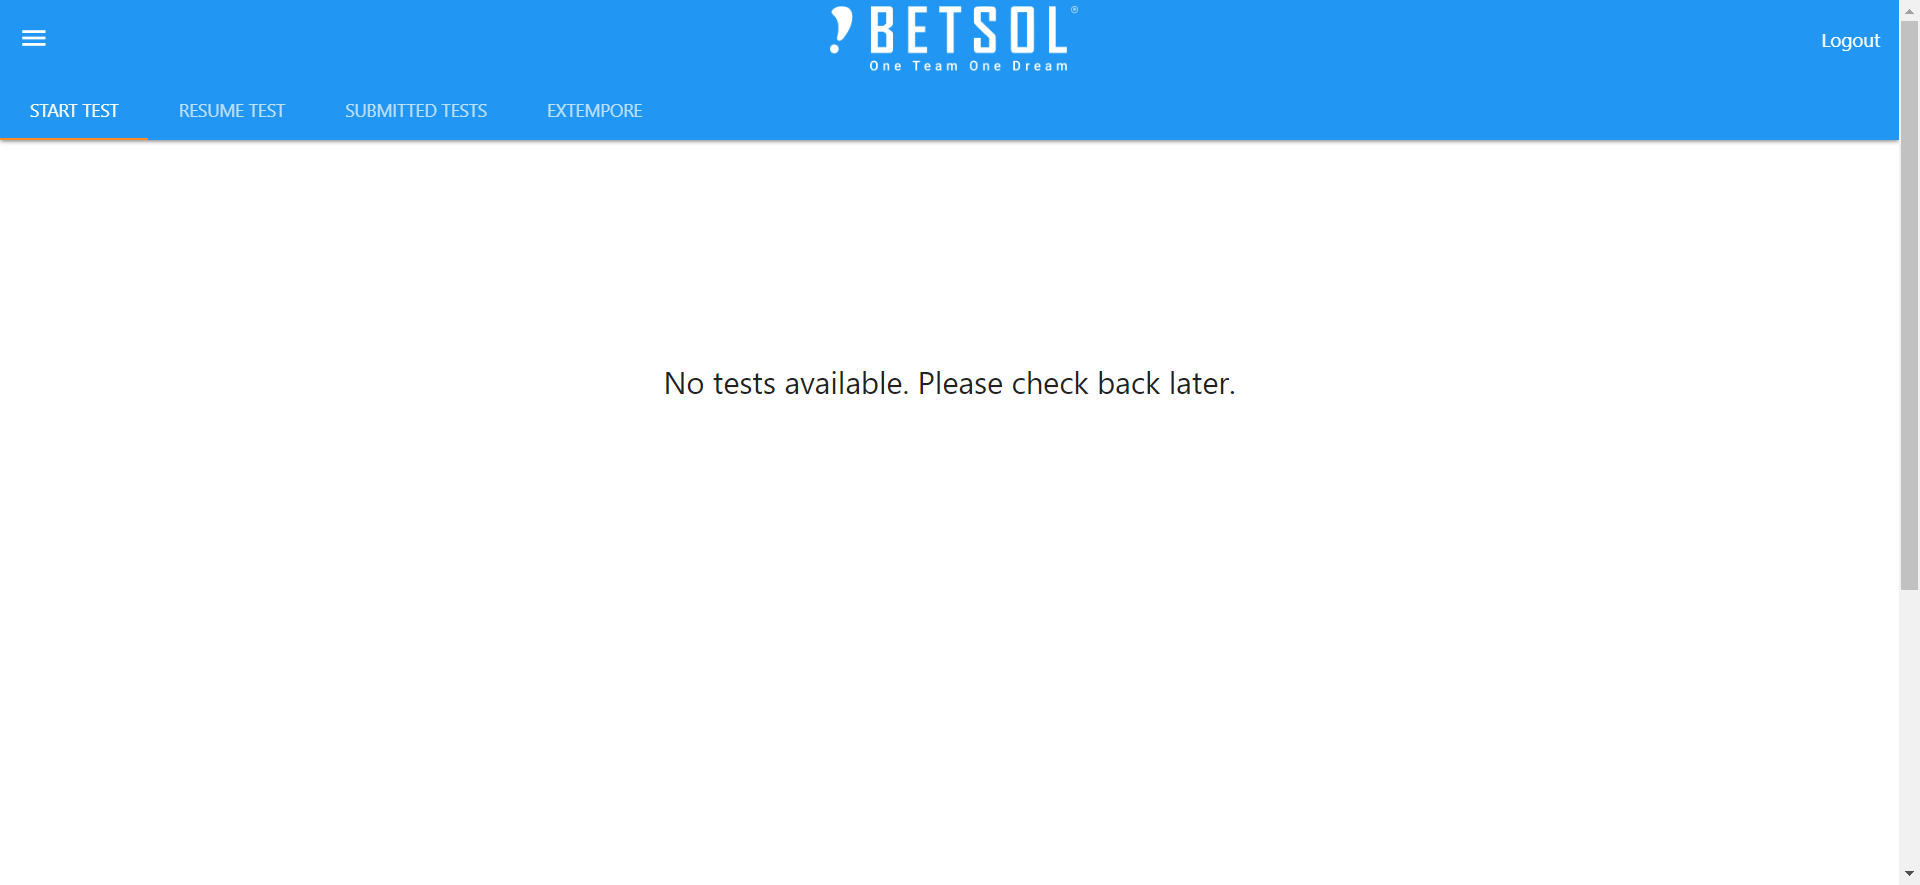 BETSOL®
One Team One Dream
Logout
START TEST RESUME TEST SUBMITTED TESTS EXTEMPORE
No tests available. Please check back later.